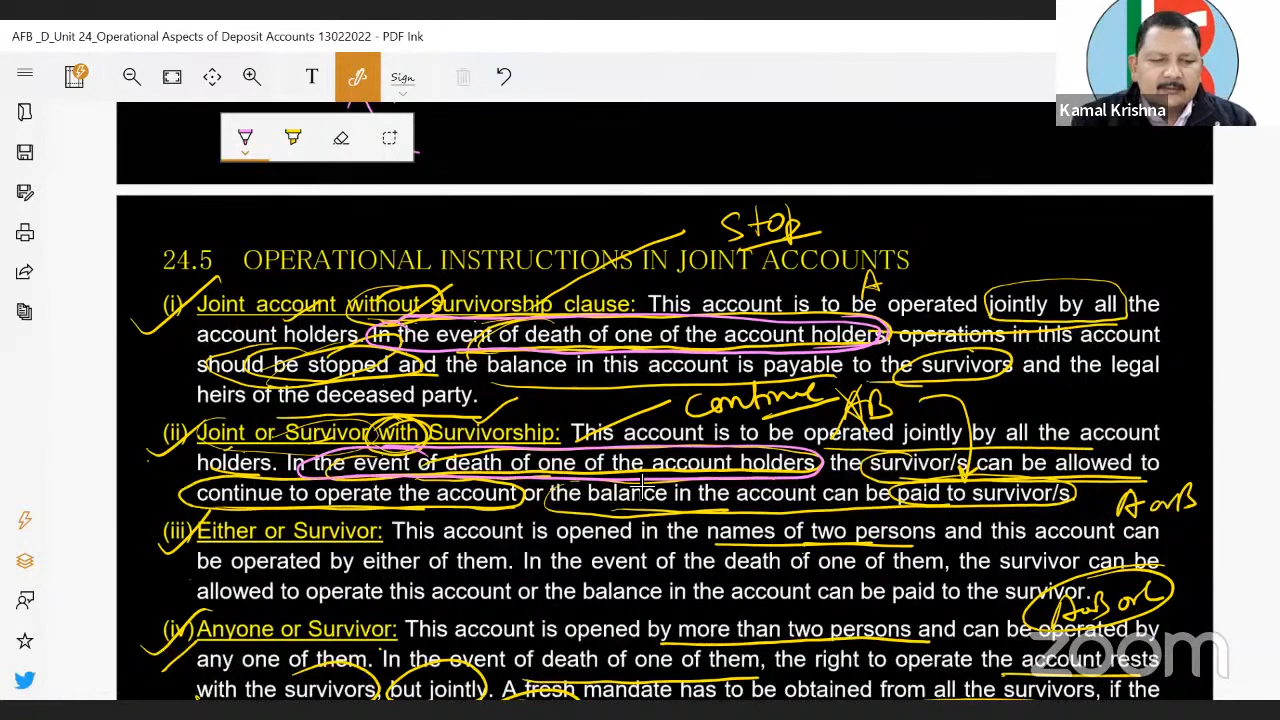 AFB _D_Unit 24_Operational Aspects of Deposit Accounts 13022022 - PDF Ink
T
Sign
Kamal Krishna
Stop
24.5 OPERATIONAL INSTRUCTIONS IN JOINT ACCOUNTS
A
(i) Joint account without survivorship clause: This account is to be operated jointly by all the
account holders. In the event of death of one of the account holders, operations in this account
should be stopped and the balance in this account is payable to the survivors and the legal
heirs of the deceased party.
continue
AB
(ii) Joint or Survivor with Survivorship: This account is to be operated jointly by all the account
holders. In the event of death of one of the account holders the survivor/s can be allowed to
continue to operate the account or the balance in the account can be paid to survivor/s.
A or B
(iii) Either or Survivor: This account is opened in the names of two persons and this account can
be operated by either of them. In the event of the death of one of them, the survivor can be
allowed to operate this account or the balance in the account can be paid to the survivor.
A or B or C
(iv) Anyone or Survivor: This account is opened by more than two persons and can be operated by
any one of them. In the event of death of one of them, the right to operate the account rests
with the survivors, but jointly. A fresh mandate has to be obtained from all the survivors, if the
zoom